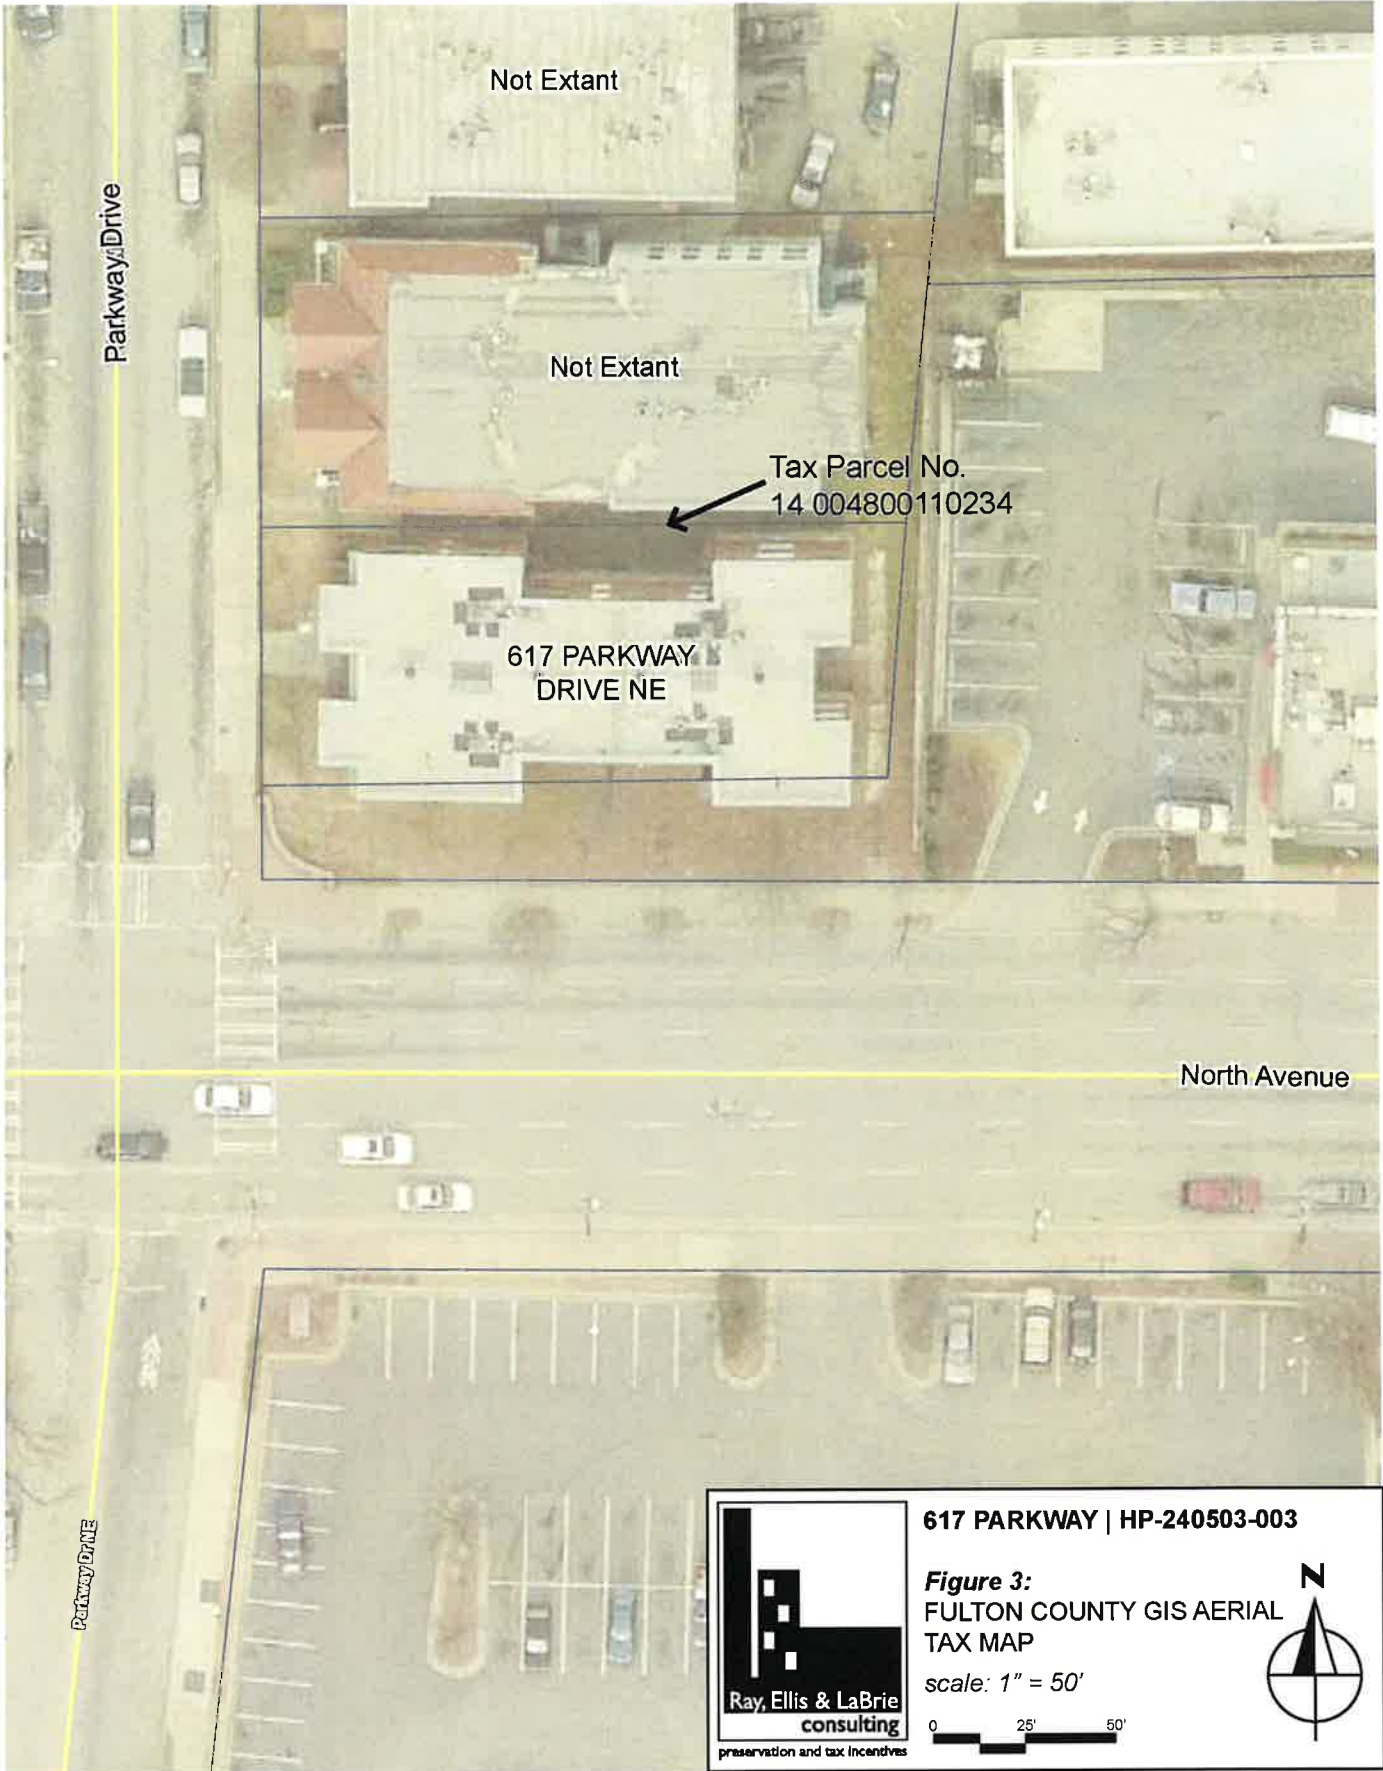 Not Extant
Parkway Drive
Not Extant
Tax Parcel No.
14 004800110234
617 PARKWAY
DRIVE NE
North Avenue
Parkway Dr NE
617 PARKWAY | HP-240503-003
Figure 3:
FULTON COUNTY GIS AERIAL
TAX MAP
scale: 1" = 50'
0 25' 50'
N
Ray, Ellis & LaBrie
consulting
preservation and tax incentives